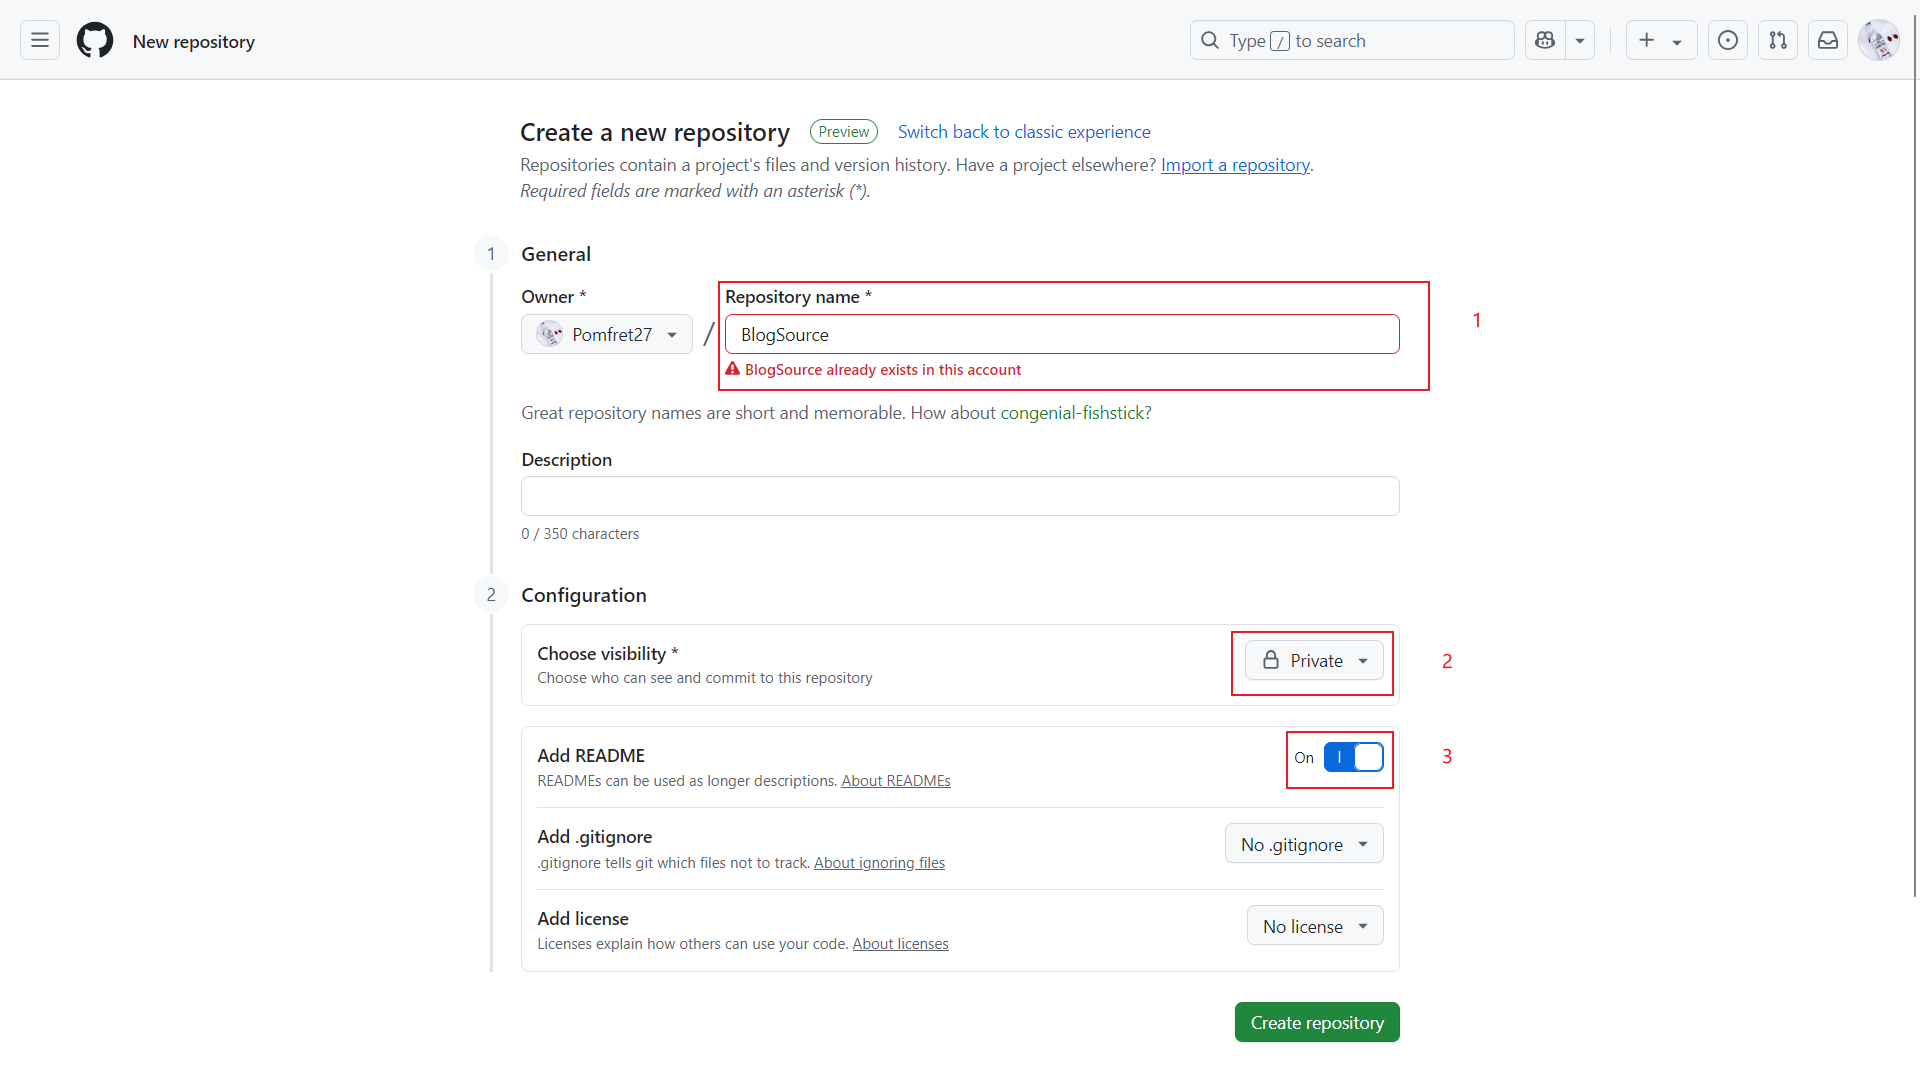 New repository
Type / to search
Create a new repository Preview Switch back to classic experience
Repositories contain a project's files and version history. Have a project elsewhere? Import a repository.
Required fields are marked with an asterisk (*).
1 General
Owner * Repository name *
1
Pomfret27 / BlogSource
BlogSource already exists in this account
Great repository names are short and memorable. How about congenial-fishstick?
Description
0 / 350 characters
2 Configuration
Choose visibility *
Private 2
Choose who can see and commit to this repository
Add README On 3
READMEs can be used as longer descriptions. About READMEs
Add .gitignore
No .gitignore
.gitignore tells git which files not to track. About ignoring files
Add license
No license
Licenses explain how others can use your code. About licenses
Create repository